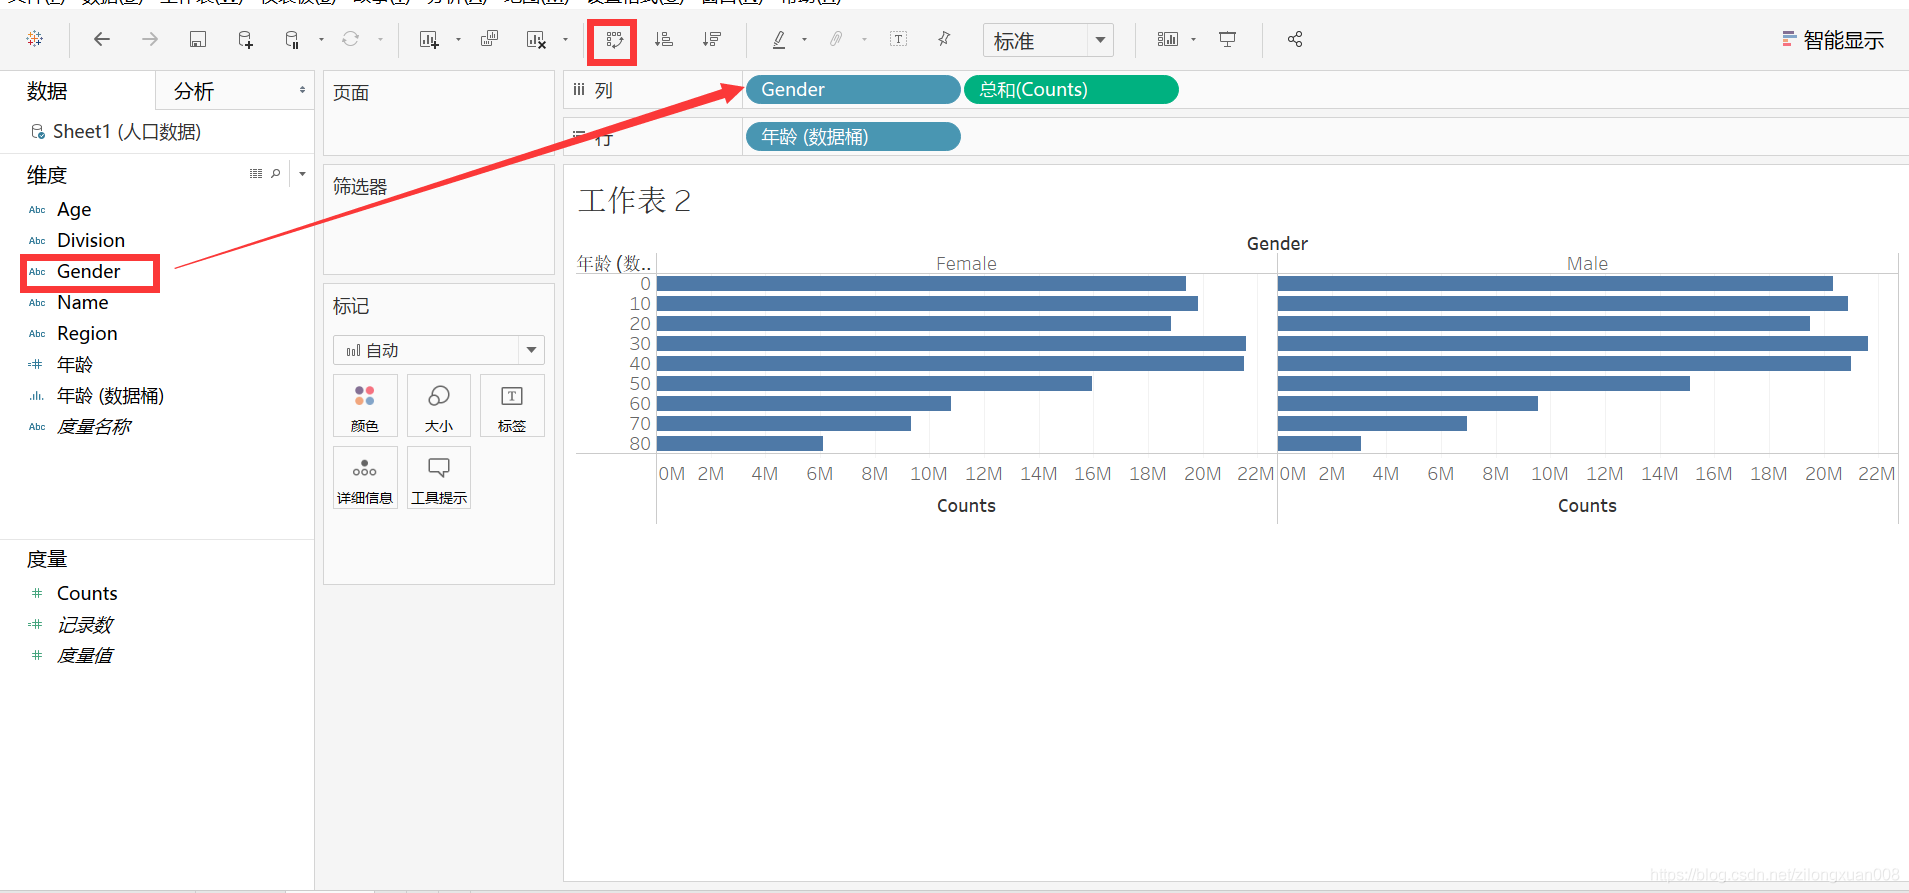 标准
智能显示
数据
分析
Sheet1 (人口数据)
维度
Abc Age
Abc Division
Abc Gender
Abc Name
Abc Region
年龄
年龄 (数据桶)
Abc 度量名称
度量
Counts
记录数
度量值
页面
筛选器
标记
自动
颜色
大小
标签
详细信息
工具提示
列
Gender
总和(Counts)
行
年龄 (数据桶)
工作表 2
Gender
年龄 (数..
Female
Male
0
10
20
30
40
50
60
70
80
0M 2M 4M 6M 8M 10M 12M 14M 16M 18M 20M 22M
0M 2M 4M 6M 8M 10M 12M 14M 16M 18M 20M 22M
Counts
Counts
https://blog.csdn.net/zilongxuan008